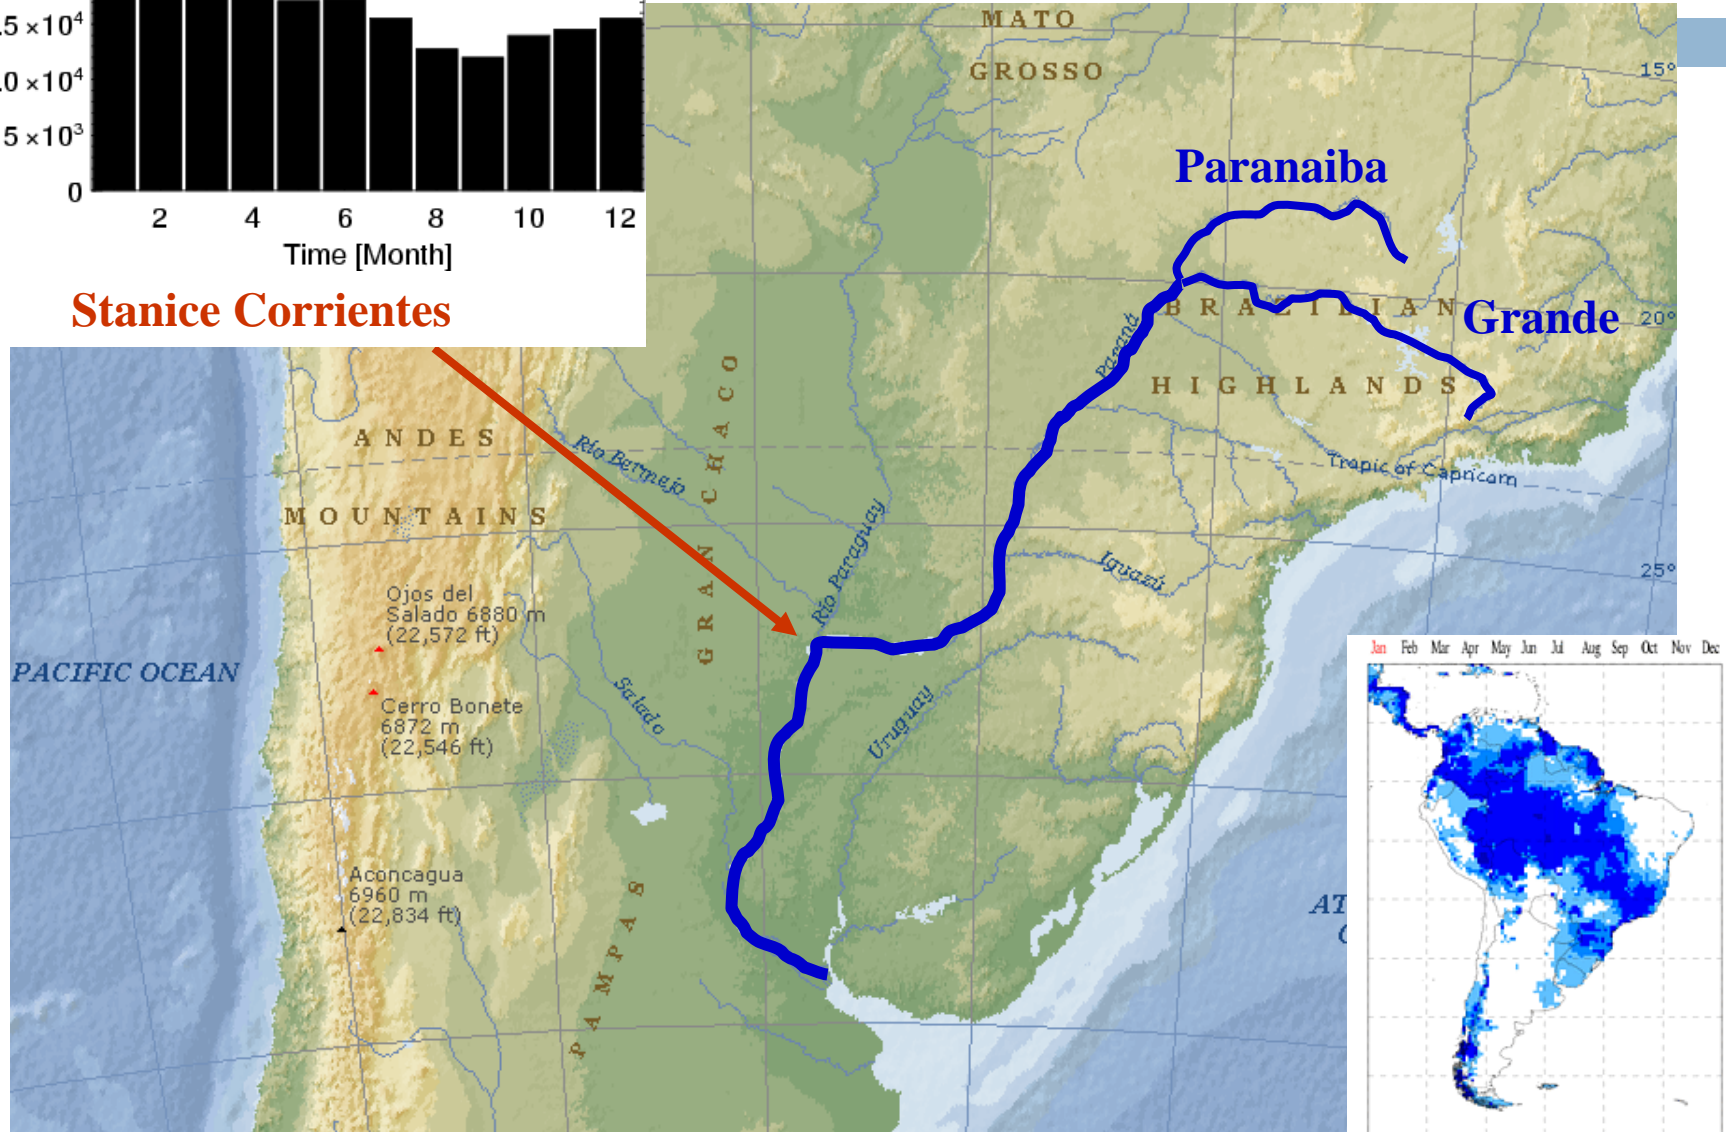 .5 ×10⁴
.0 ×10⁴
5 ×10³
0
2 4 6 8 10 12
Time [Month]
Stanice Corrientes
MATO
GROSSO
15°
Paranaiba
BRAZILIAN
Grande
20°
Paraná
HIGHLANDS
GRAN CHACO
ANDES
MOUNTAINS
Río Bermejo
Tropic of Capricorn
Río Paraguay
Iguazú
25°
Ojos del
Salado 6880 m
(22,572 ft)
PACIFIC OCEAN
Cerro Bonete
6872 m
(22,546 ft)
Salado
Uruguay
Aconcagua
6960 m
(22,834 ft)
PAMPAS
AT
Jan Feb Mar Apr May Jun Jul Aug Sep Oct Nov Dec